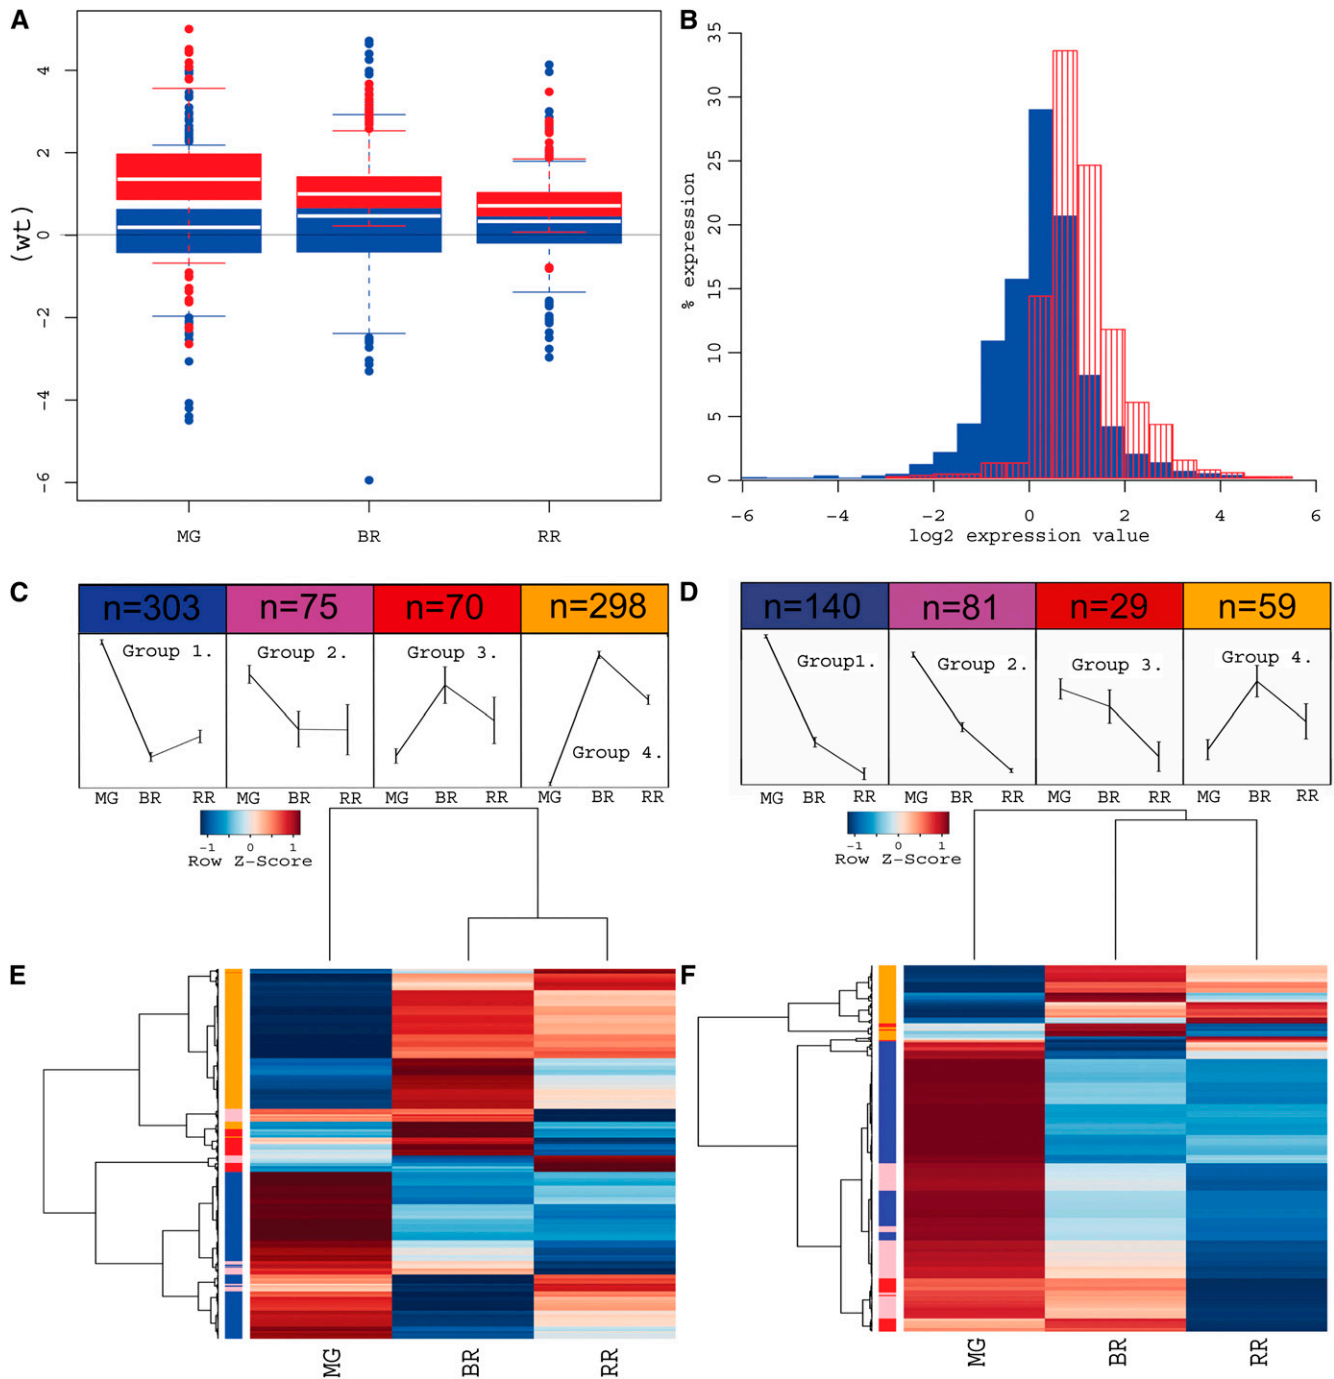 A
(wt)
4
2
0
-2
-4
-6
MG BR RR
B
% expression
35
30
25
20
15
10
5
0
-6 -4 -2 0 2 4 6
log2 expression value
C
n=303 n=75 n=70 n=298
Group 1. Group 2. Group 3. Group 4.
MG BR RR MG BR RR MG BR RR MG BR RR
-1 0 1
Row Z-Score
D
n=140 n=81 n=29 n=59
Group1. Group 2. Group 3. Group 4.
MG BR RR MG BR RR MG BR RR MG BR RR
-1 0 1
Row Z-Score
E
MG BR RR
F
MG BR RR